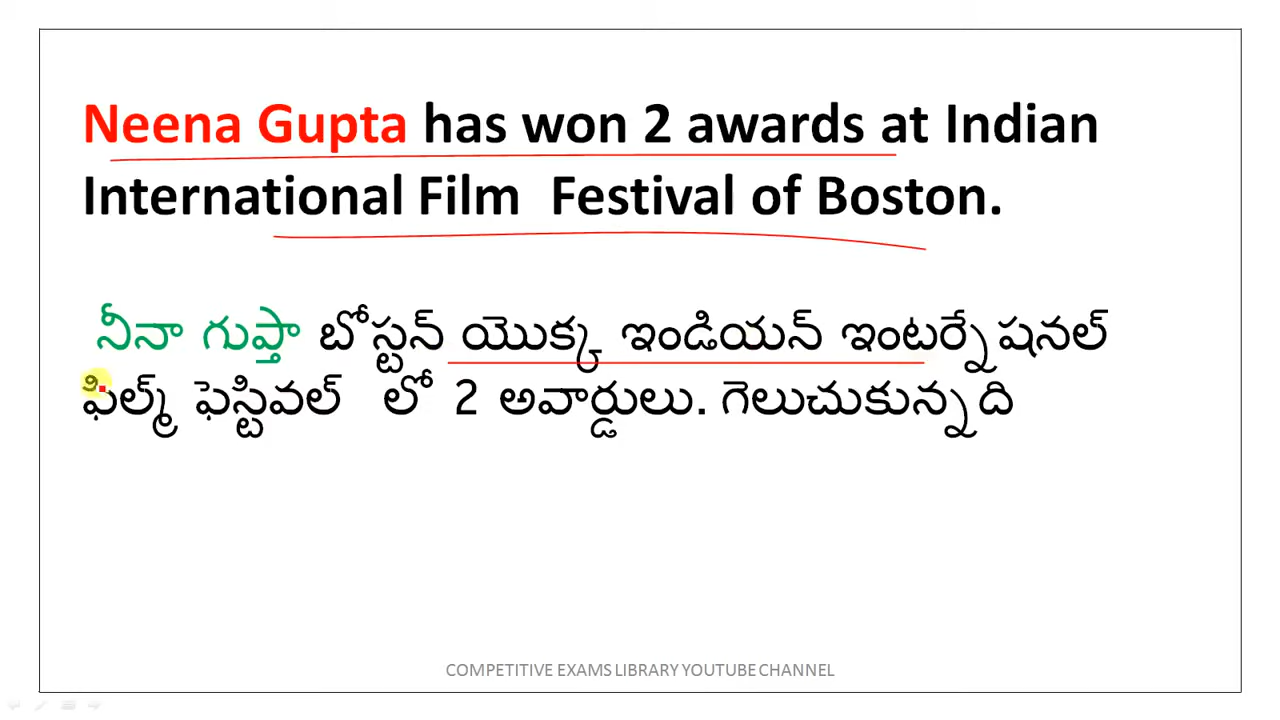 Neena Gupta has won 2 awards at Indian
International Film Festival of Boston.
నీనా గుప్తా బోస్టన్ యొక్క ఇండియన్ ఇంటర్నేషనల్
ఫిల్మ్ ఫెస్టివల్ లో 2 అవార్డులు. గెలుచుకున్నది
COMPETITIVE EXAMS LIBRARY YOUTUBE CHANNEL